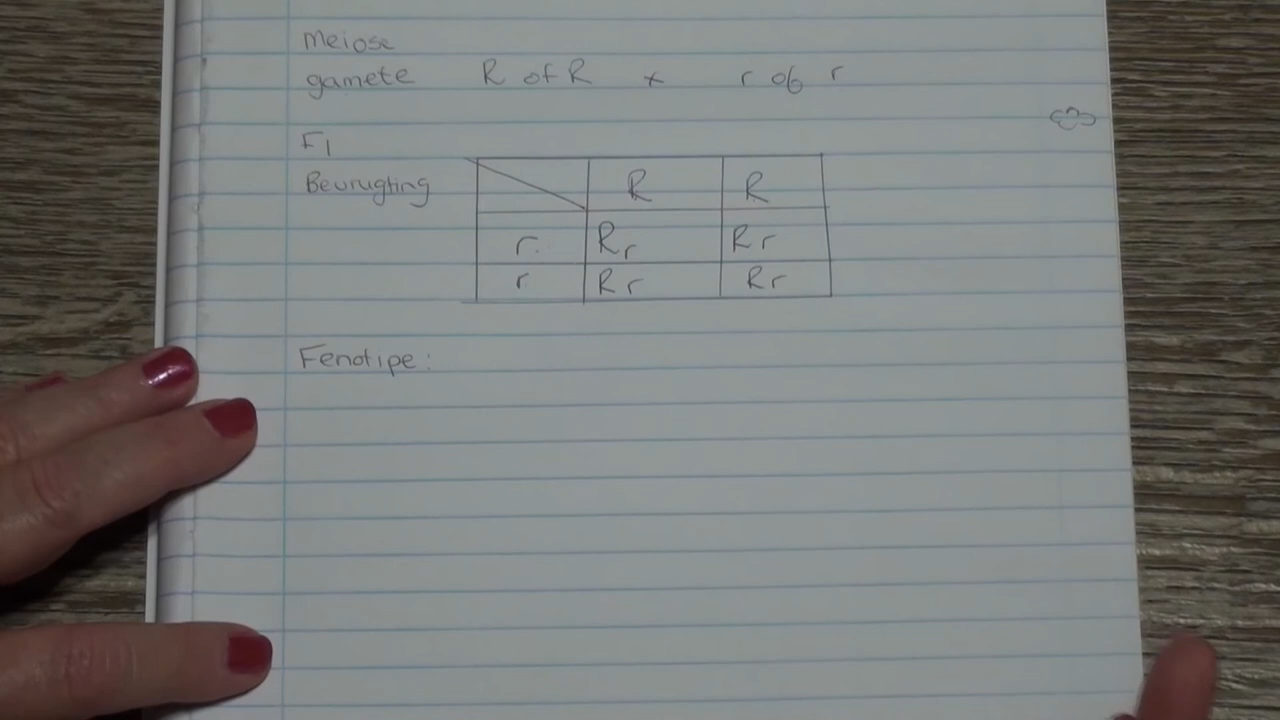 Meiose
gamete R of R x r of r
F1
Bevrugting R R
r Rr Rr
r Rr Rr
Fenotipe: